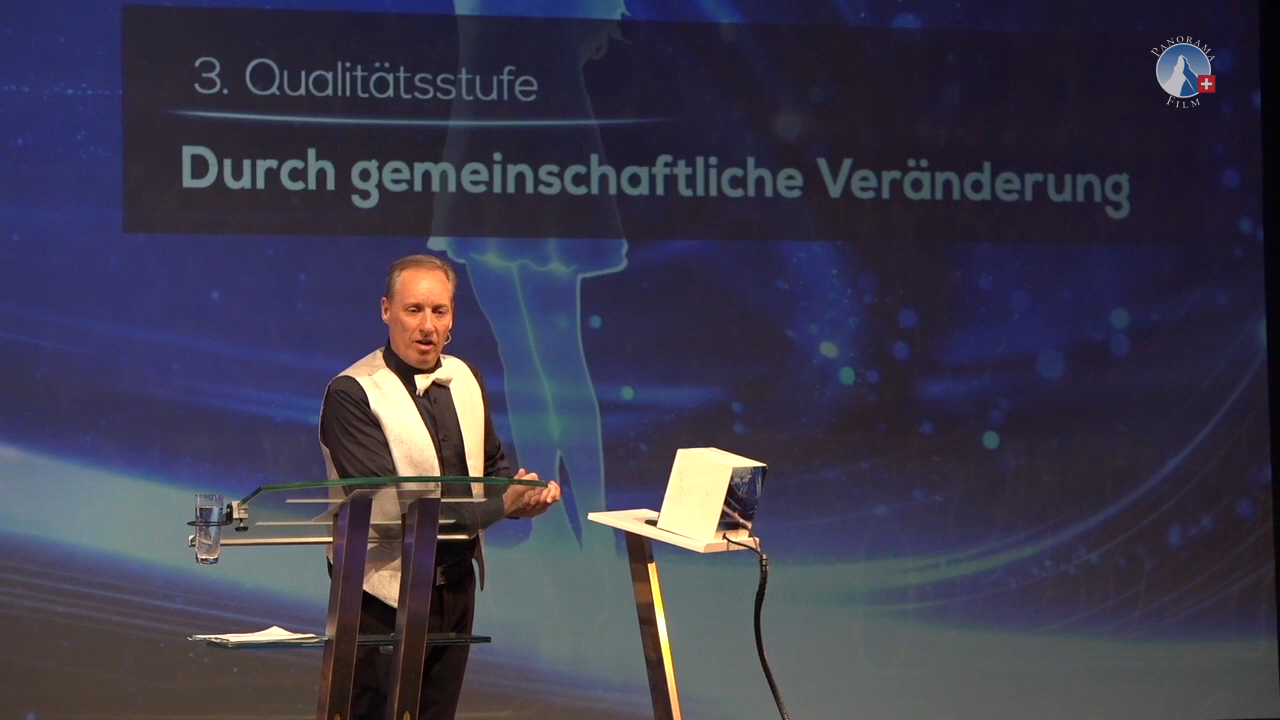 3. Qualitätsstufe
Durch gemeinschaftliche Veränderung
PANORAMA
FILM